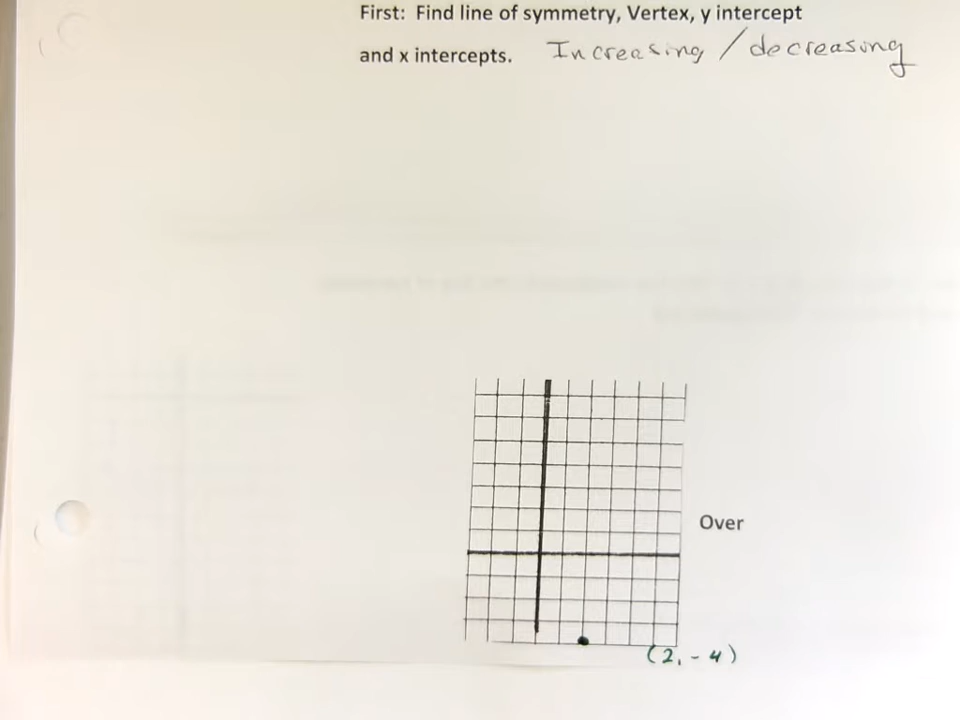 First: Find line of symmetry, Vertex, y intercept
and x intercepts. Increasing / decreasing
Over
(2, - 4)